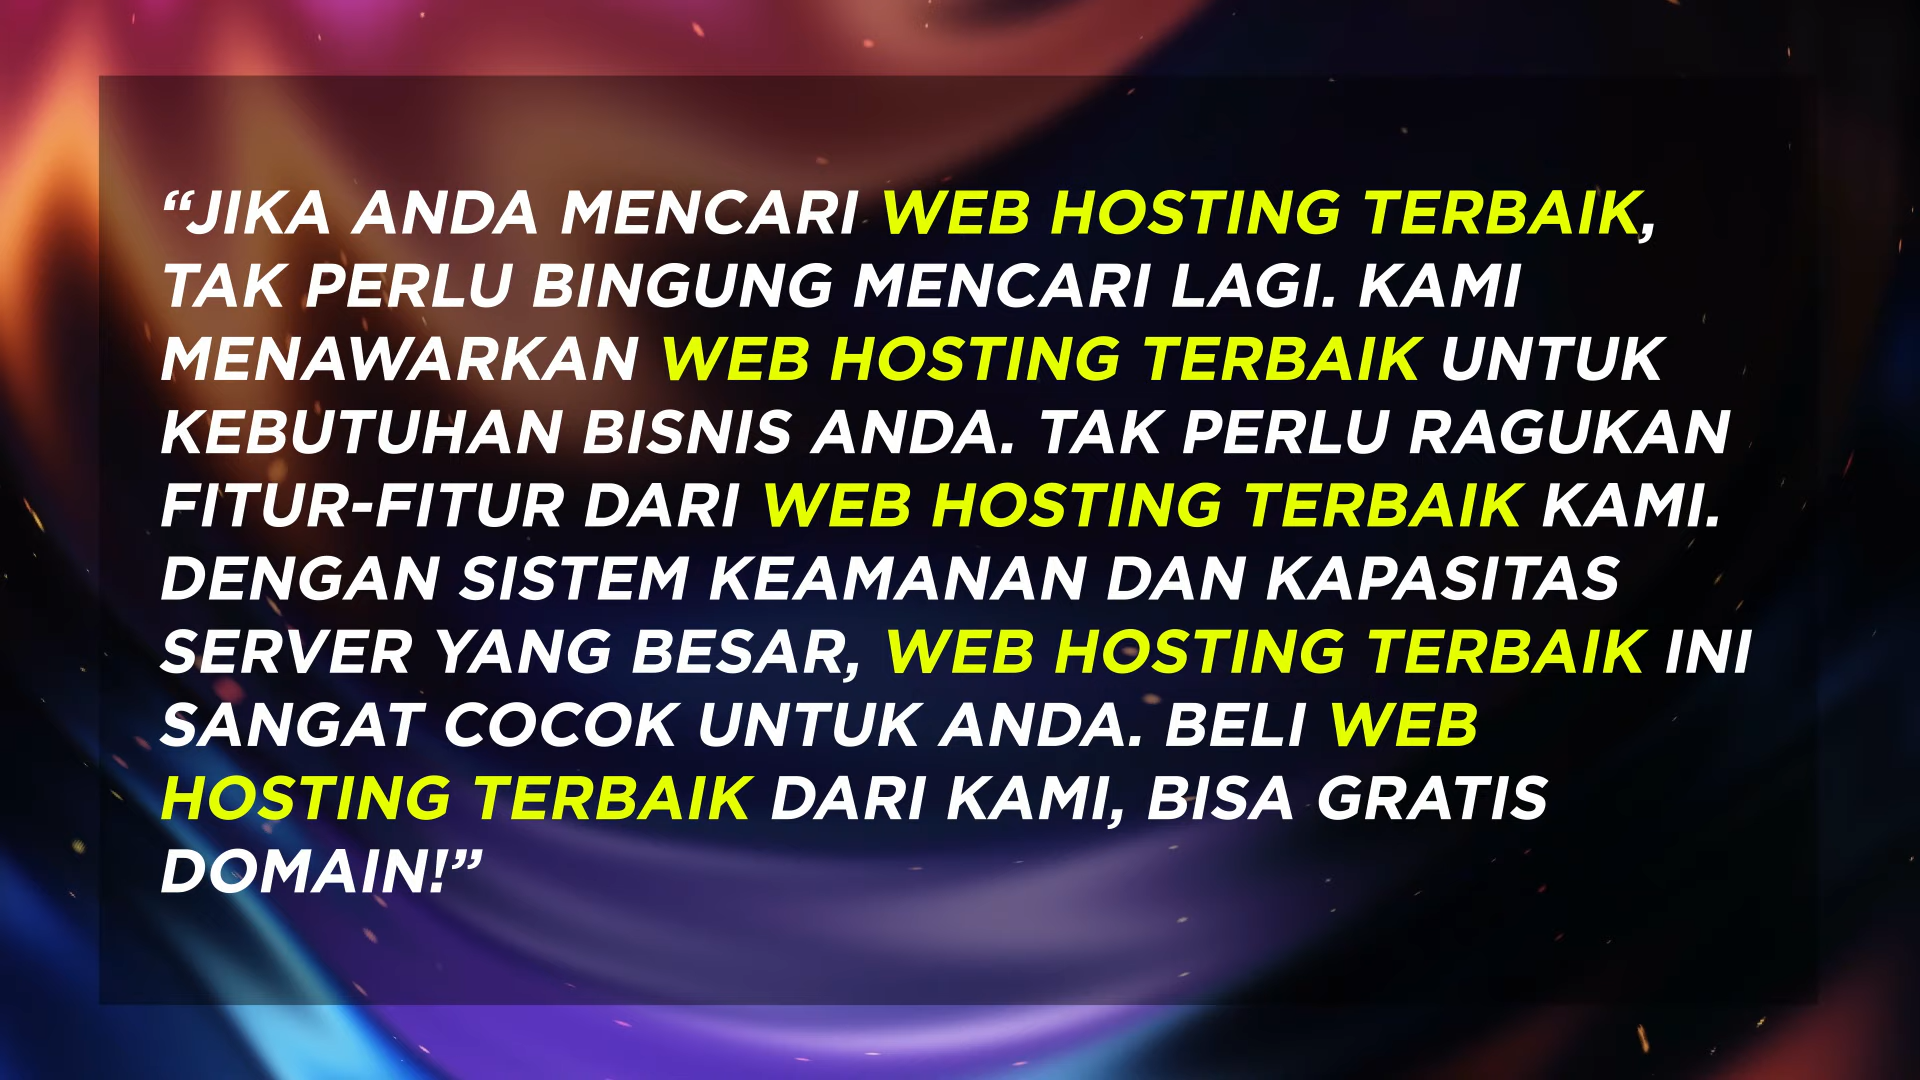 “JIKA ANDA MENCARI WEB HOSTING TERBAIK,
TAK PERLU BINGUNG MENCARI LAGI. KAMI
MENAWARKAN WEB HOSTING TERBAIK UNTUK
KEBUTUHAN BISNIS ANDA. TAK PERLU RAGUKAN
FITUR-FITUR DARI WEB HOSTING TERBAIK KAMI.
DENGAN SISTEM KEAMANAN DAN KAPASITAS
SERVER YANG BESAR, WEB HOSTING TERBAIK INI
SANGAT COCOK UNTUK ANDA. BELI WEB
HOSTING TERBAIK DARI KAMI, BISA GRATIS
DOMAIN!”